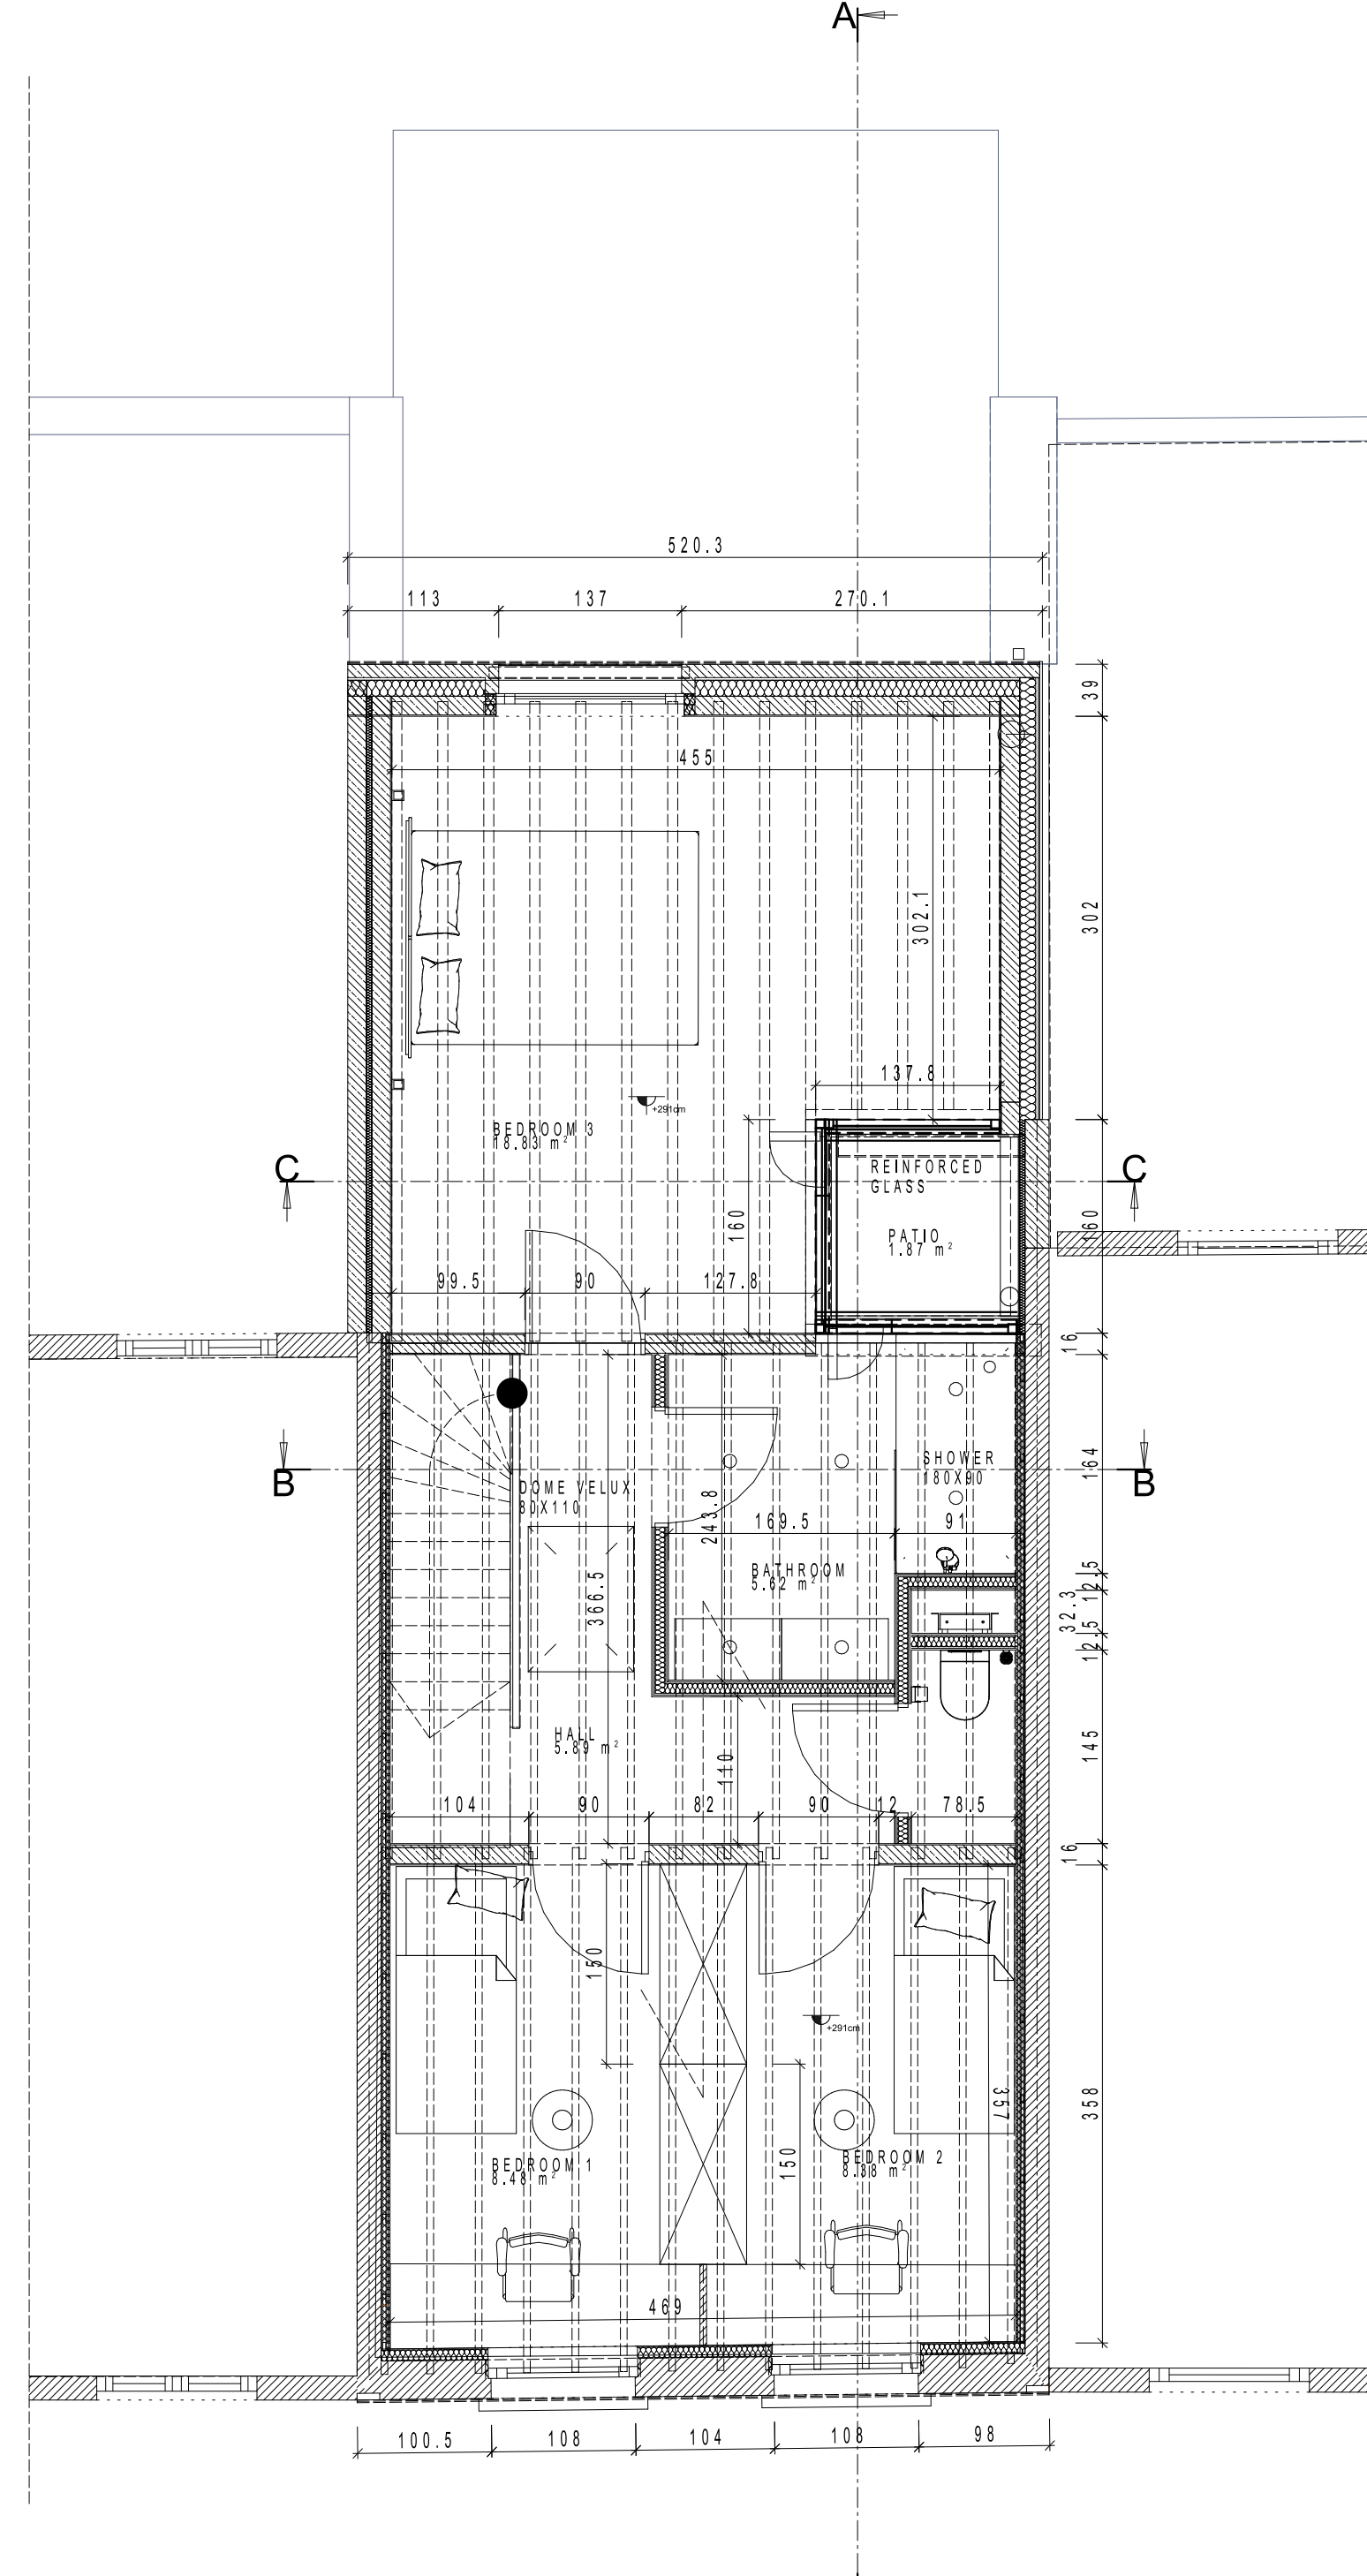 A
520.3
113
137
270.1
39
455
302.1
302
137.8
+291cm
BEDROOM 3
18.83 m²
C
REINFORCED
GLASS
C
160
160
PATIO
1.87 m²
99.5
90
127.8
16
B
DOME VELUX
80X110
SHOWER
180X90
164
B
243.8
169.5
91
366.5
BATHROOM
5.62 m²
12.5
32.3
12.5
HALL
5.89 m²
110
145
104
90
82
90
12
78.5
16
150
+291cm
357
358
BEDROOM 1
8.48 m²
150
BEDROOM 2
8.38 m²
469
100.5
108
104
108
98